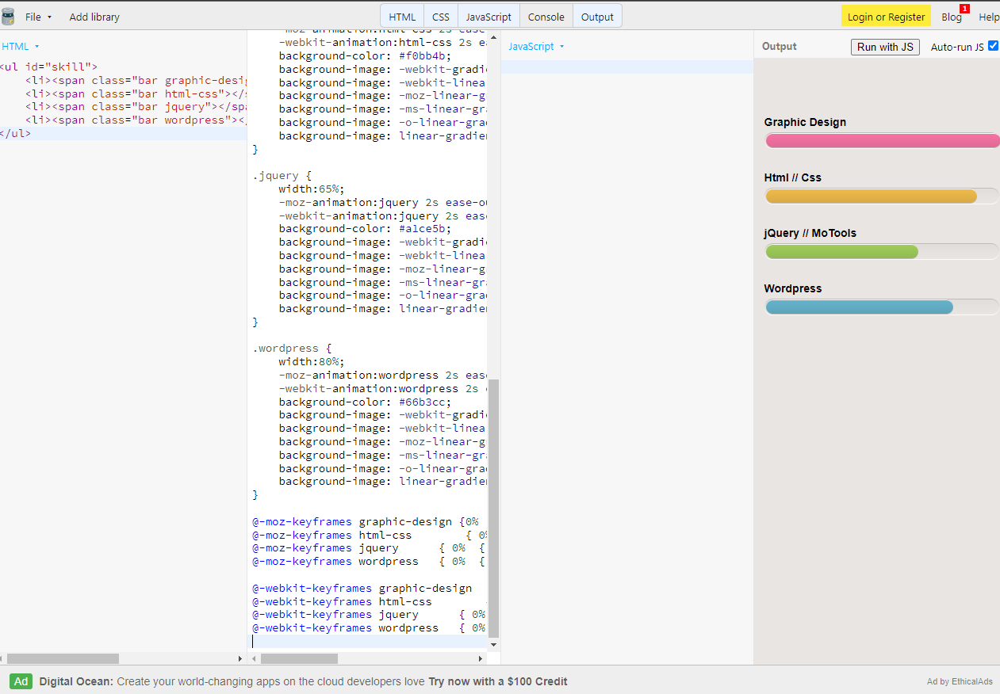 File Add library HTML CSS JavaScript Console Output Login or Register Blog 1 Help
HTML
<ul id="skill">
<li><span class="bar graphic-desi
<li><span class="bar html-css"></
<li><span class="bar jquery"></spa
<li><span class="bar wordpress"><
</ul>
-moz-animation:html-css 2s ease-
-webkit-animation:html-css 2s e
background-color: #f0bb4b;
background-image: -webkit-gradi
background-image: -webkit-linea
background-image: -moz-linear-g
background-image: -ms-linear-gr
background-image: -o-linear-gra
background-image: linear-gradie
}
.jquery {
width:65%;
-moz-animation:jquery 2s ease-o
-webkit-animation:jquery 2s ease
background-color: #a1ce5b;
background-image: -webkit-gradi
background-image: -webkit-linea
background-image: -moz-linear-g
background-image: -ms-linear-gr
background-image: -o-linear-gra
background-image: linear-gradie
}
.wordpress {
width:80%;
-moz-animation:wordpress 2s eas
-webkit-animation:wordpress 2s
background-color: #66b3cc;
background-image: -webkit-gradi
background-image: -webkit-linea
background-image: -moz-linear-g
background-image: -ms-linear-gr
background-image: -o-linear-gra
background-image: linear-gradie
}
@-moz-keyframes graphic-design {0%
@-moz-keyframes html-css { 0%
@-moz-keyframes jquery { 0% {
@-moz-keyframes wordpress { 0% {
@-webkit-keyframes graphic-design
@-webkit-keyframes html-css
@-webkit-keyframes jquery { 0%
@-webkit-keyframes wordpress { 0%
JavaScript
Output Run with JS Auto-run JS
Graphic Design
Html // Css
jQuery // MoTools
Wordpress
Ad Digital Ocean: Create your world-changing apps on the cloud developers love Try now with a $100 Credit Ad by EthicalAds